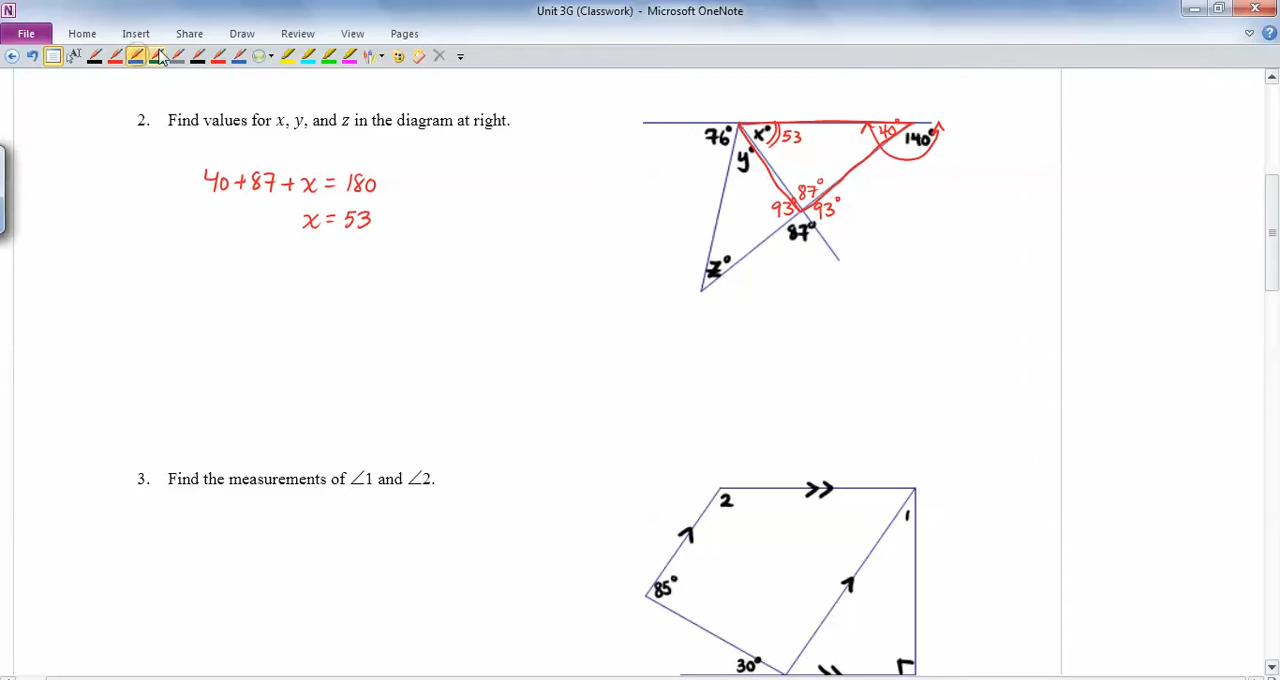 Unit 3G (Classwork) - Microsoft OneNote
File Home Insert Share Draw Review View Pages
2. Find values for x, y, and z in the diagram at right.
40+87+x = 180
x = 53
76° x° 53 40° 140°
y°
87°
93° 93°
87°
z°
3. Find the measurements of ∠1 and ∠2.
2
1
85°
30°